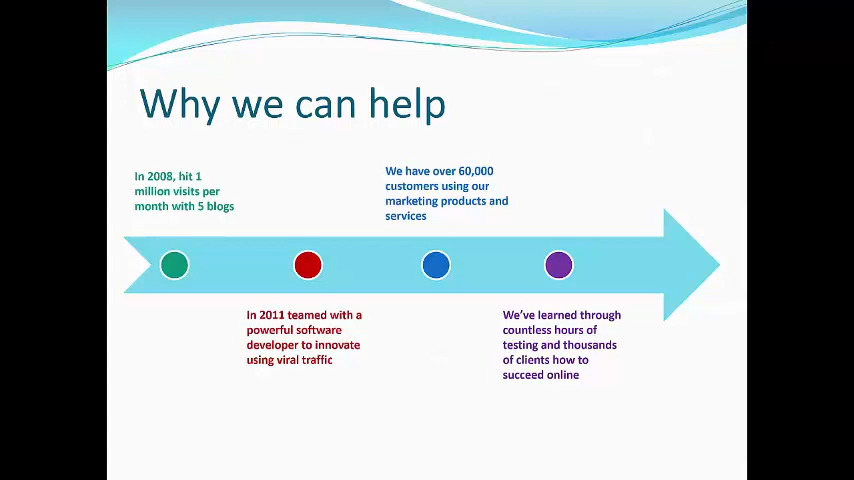 Why we can help
In 2008, hit 1
million visits per
month with 5 blogs
In 2011 teamed with a
powerful software
developer to innovate
using viral traffic
We have over 60,000
customers using our
marketing products and
services
We've learned through
countless hours of
testing and thousands
of clients how to
succeed online